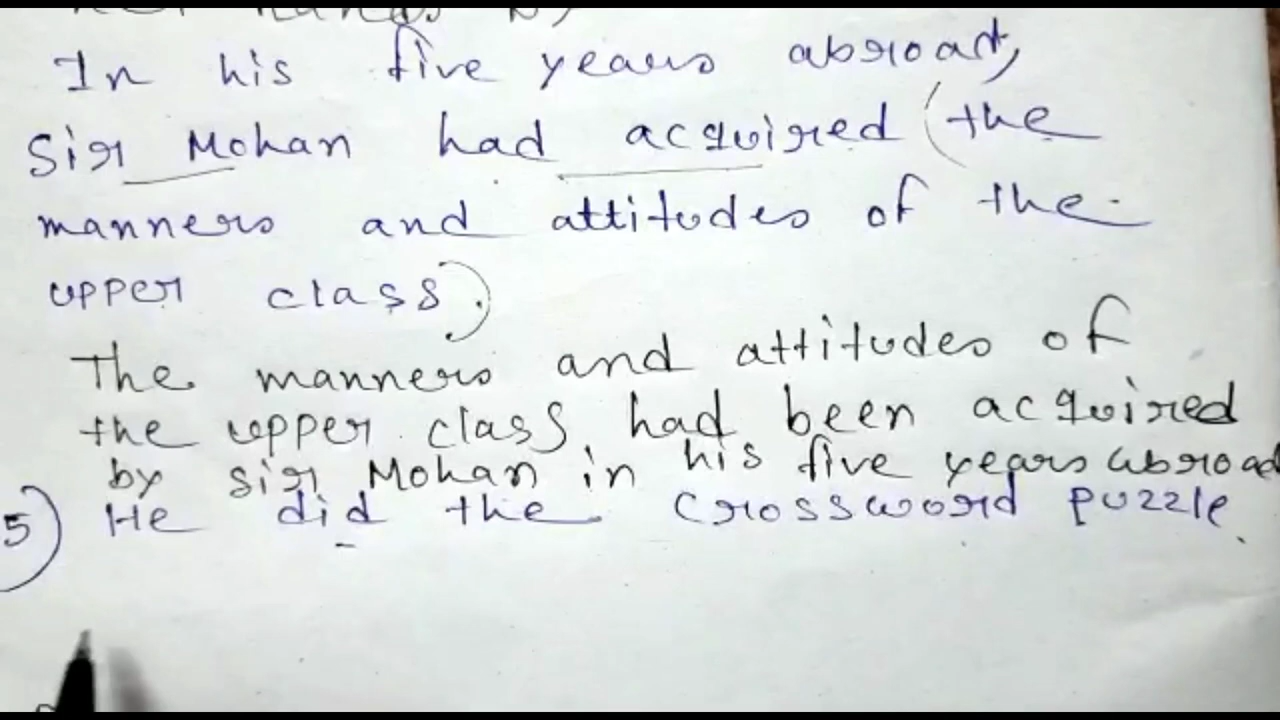 In his five years abroad,
Sir Mohan had acquired (the
manners and attitudes of the
upper class).
The manners and attitudes of
the upper class, had been acquired
by sir Mohan in his five years abroad
5) He did the crossword puzzle.